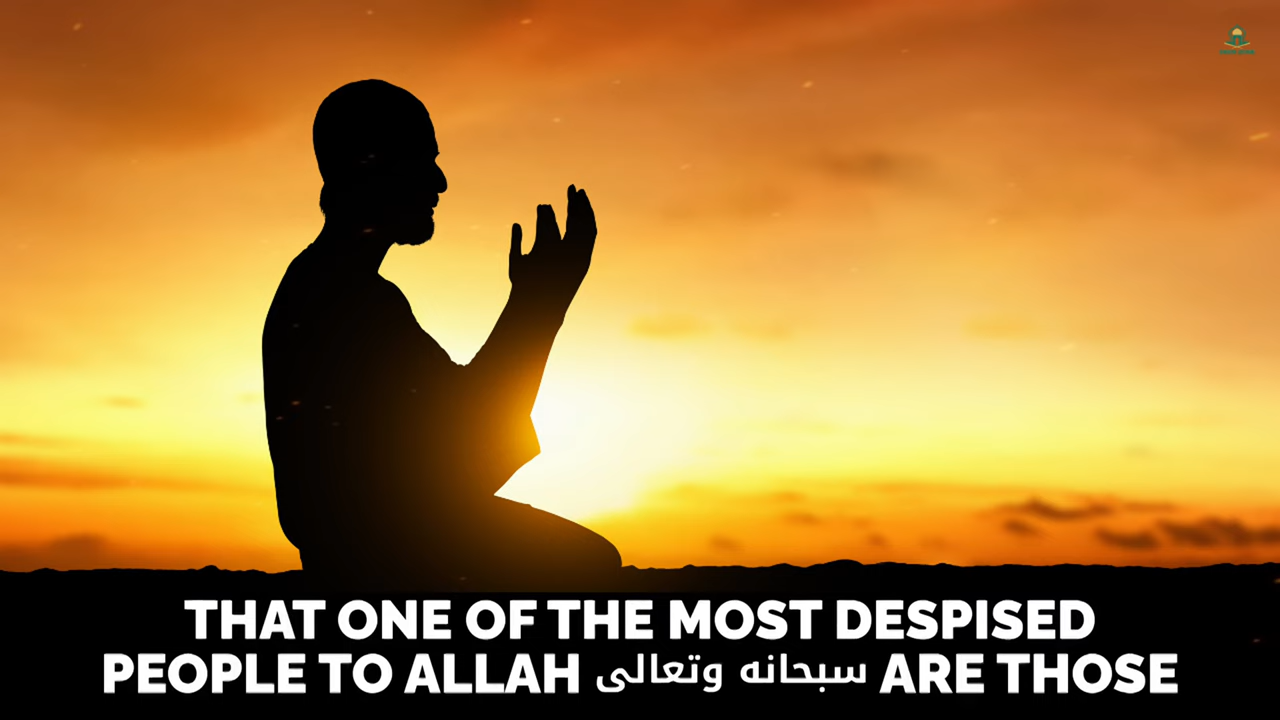 THAT ONE OF THE MOST DESPISED
PEOPLE TO ALLAH سبحانه وتعالى ARE THOSE